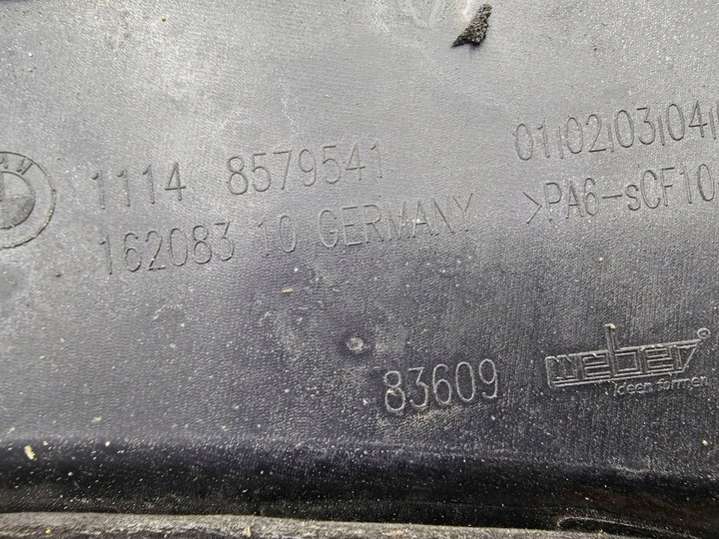 1114 8579541
01 02 03 04
162083 10 GERMANY
>PA6-sCF10
83609
weber
ideen formen